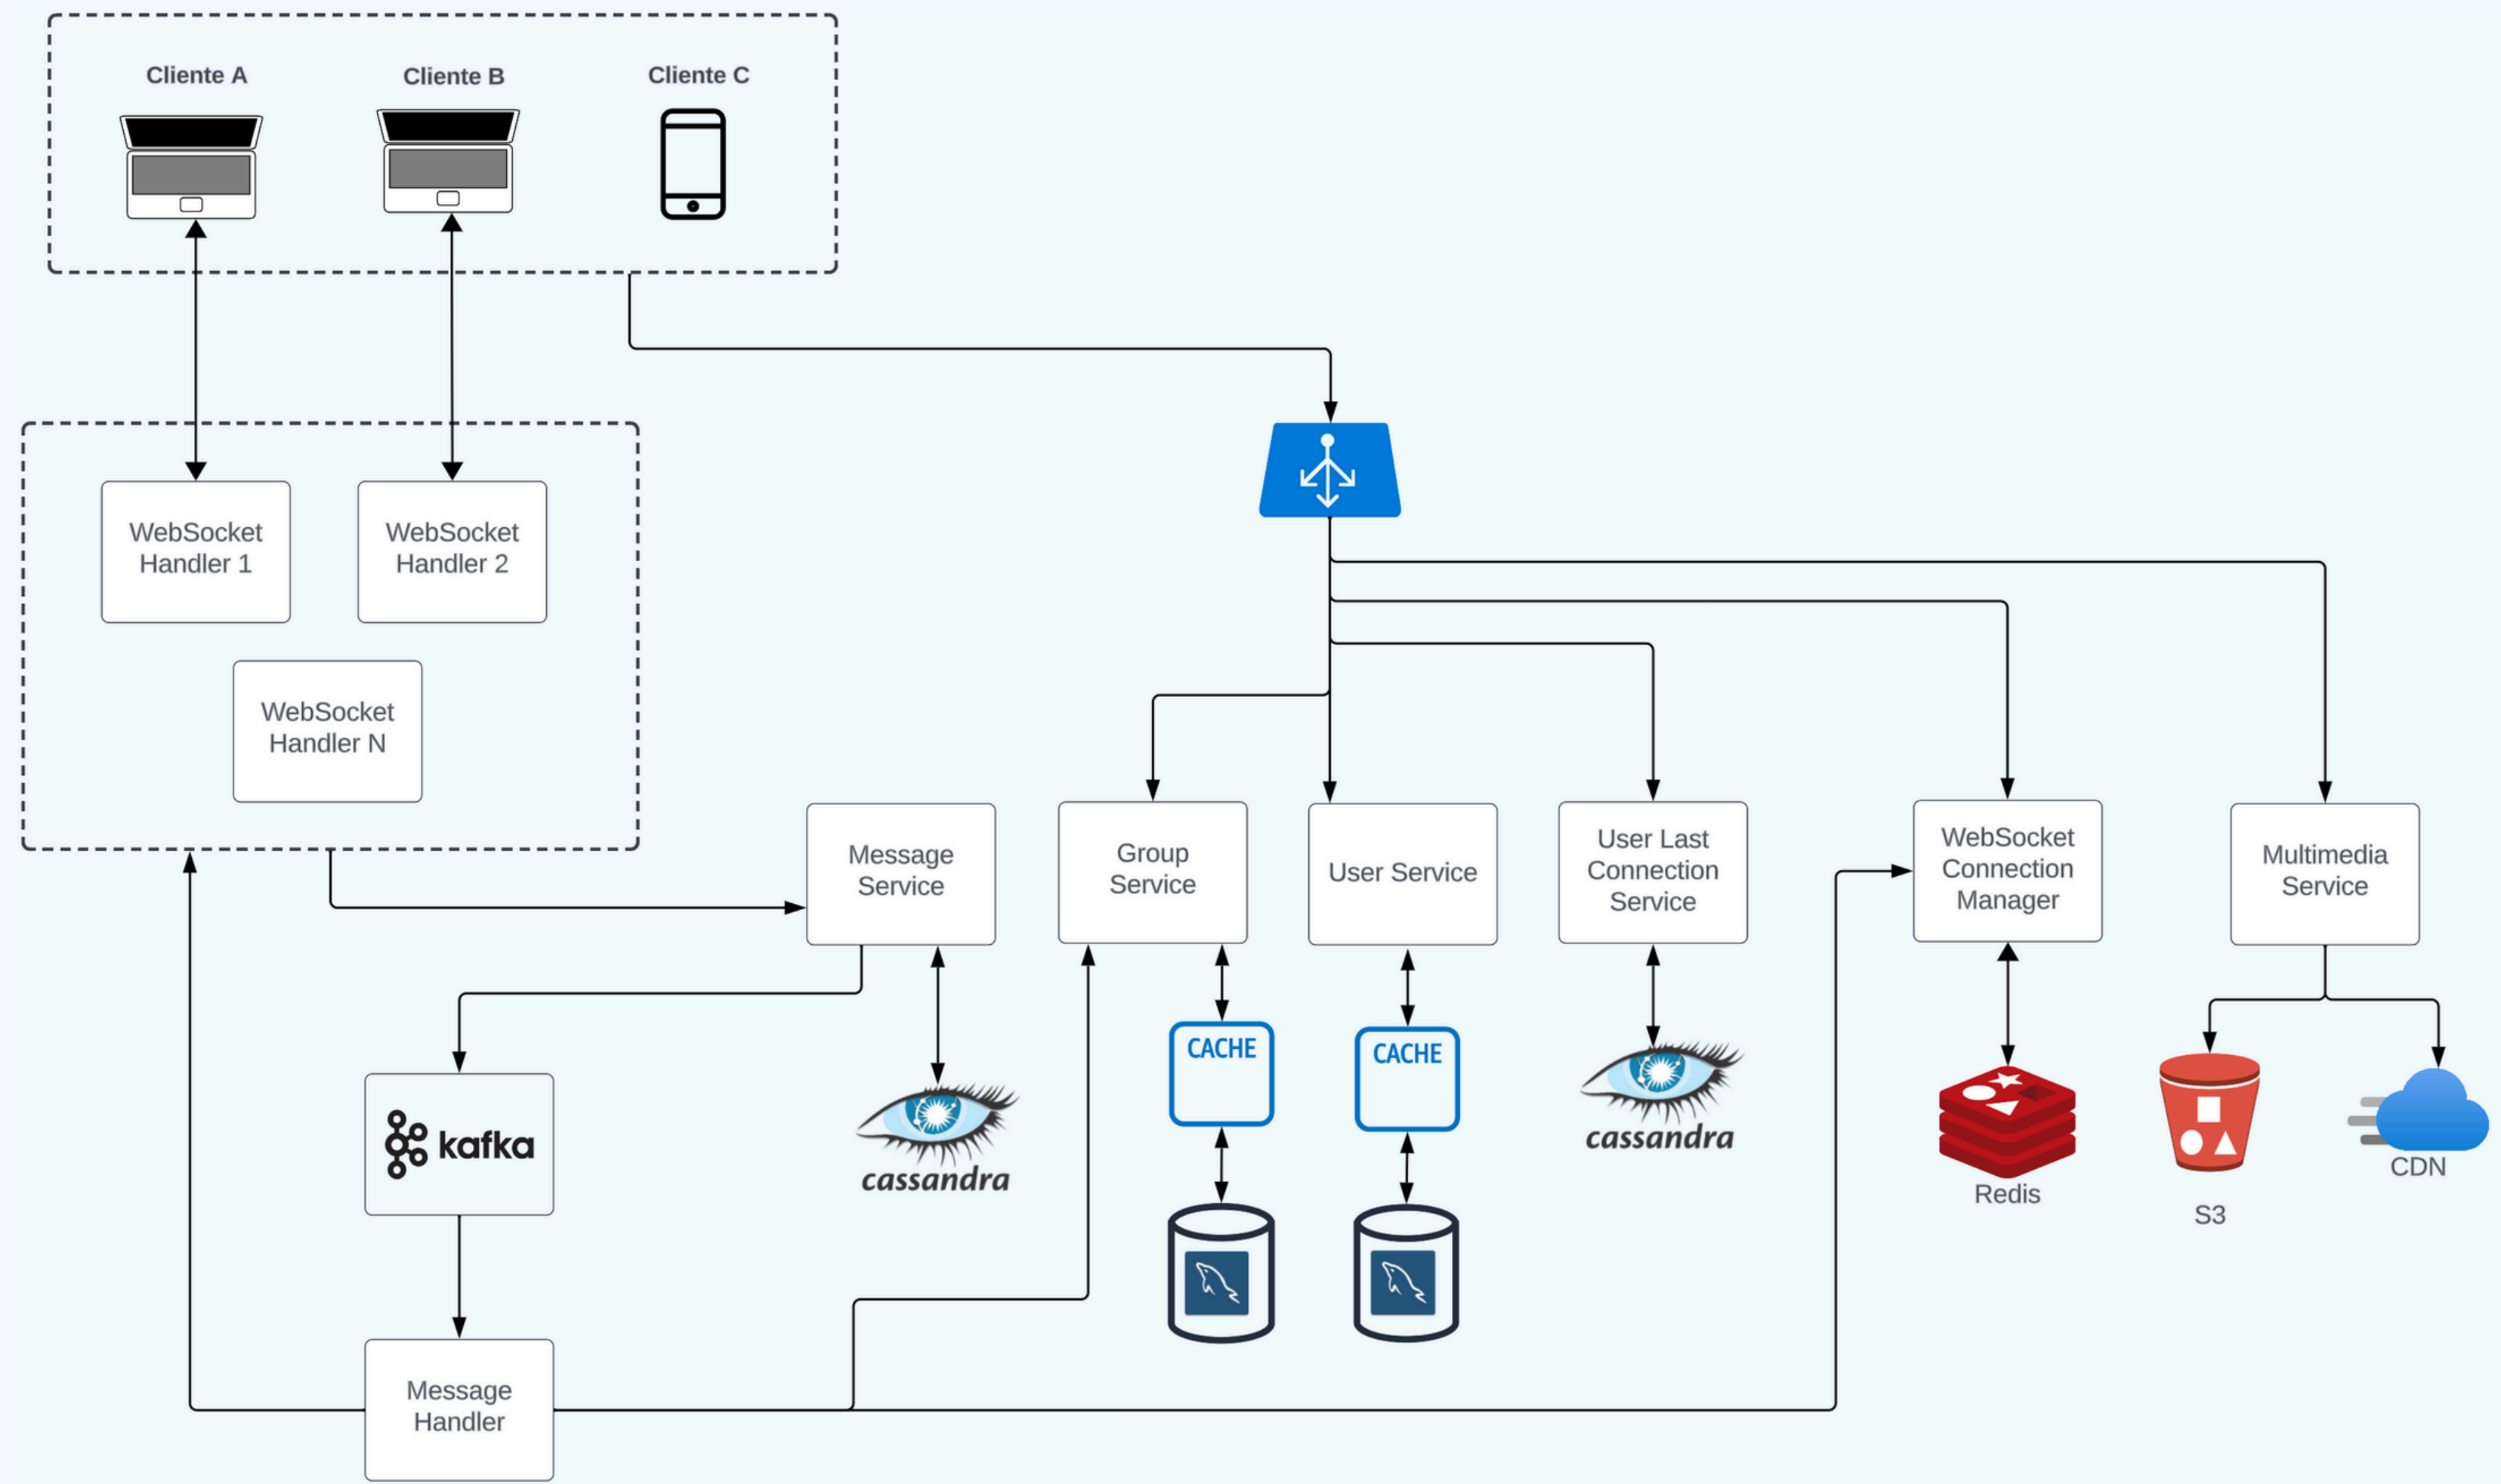 Cliente A
Cliente B
Cliente C
WebSocket
Handler 1
WebSocket
Handler 2
WebSocket
Handler N
Message
Service
Group
Service
User Service
User Last
Connection
Service
WebSocket
Connection
Manager
Multimedia
Service
kafka
cassandra
CACHE
CACHE
cassandra
Redis
S3
CDN
Message
Handler